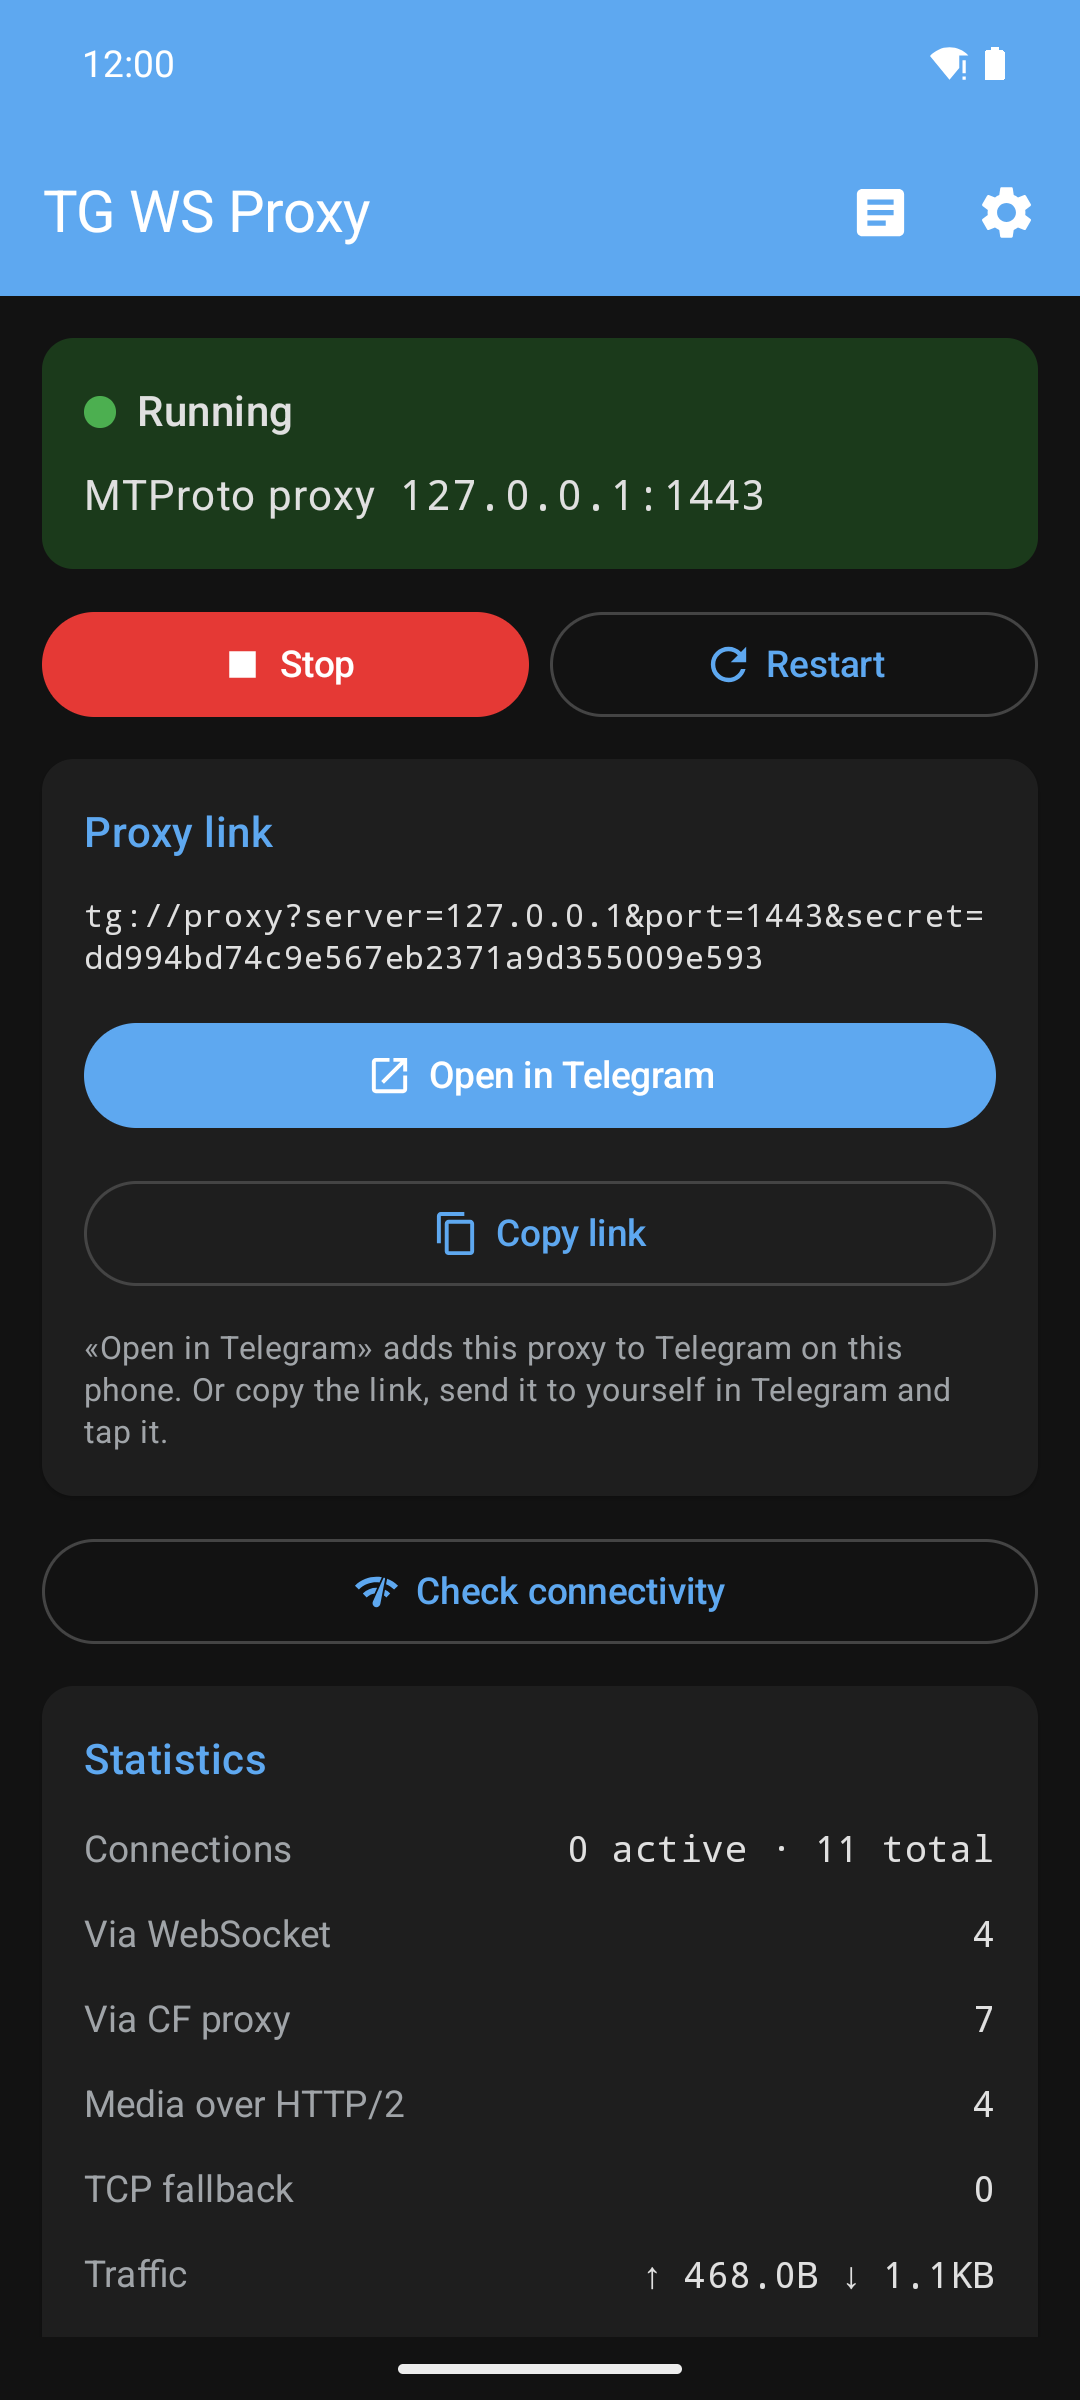 12:00
TG WS Proxy
Running
MTProto proxy 127.0.0.1:1443
Stop
Restart
Proxy link
tg://proxy?server=127.0.0.1&port=1443&secret=
dd994bd74c9e567eb2371a9d355009e593
Open in Telegram
Copy link
«Open in Telegram» adds this proxy to Telegram on this
phone. Or copy the link, send it to yourself in Telegram and
tap it.
Check connectivity
Statistics
Connections 0 active · 11 total
Via WebSocket 4
Via CF proxy 7
Media over HTTP/2 4
TCP fallback 0
Traffic ↑ 468.0B ↓ 1.1KB